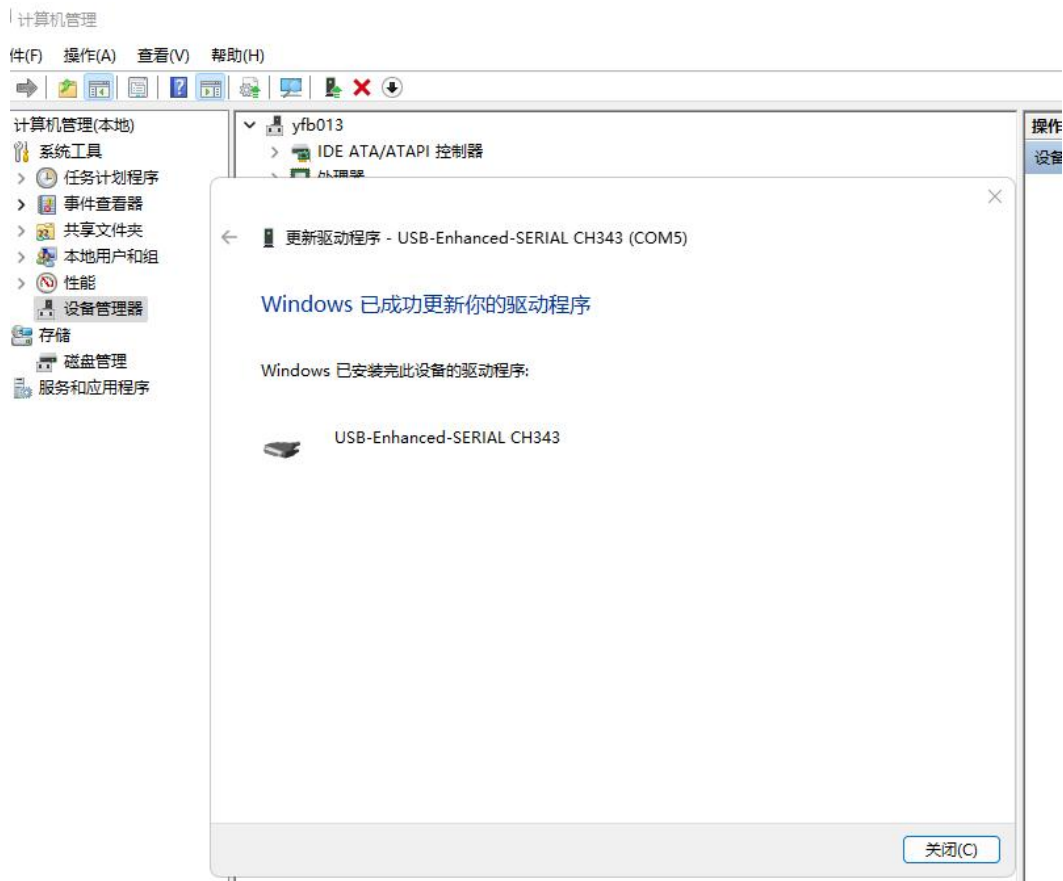 计算机管理
件(F) 操作(A) 查看(V) 帮助(H)
计算机管理(本地)
系统工具
任务计划程序
事件查看器
共享文件夹
本地用户和组
性能
设备管理器
存储
磁盘管理
服务和应用程序
yfb013
IDE ATA/ATAPI 控制器
处理器
操作
设备
更新驱动程序 - USB-Enhanced-SERIAL CH343 (COM5)
Windows 已成功更新你的驱动程序
Windows 已安装完此设备的驱动程序:
USB-Enhanced-SERIAL CH343
关闭(C)